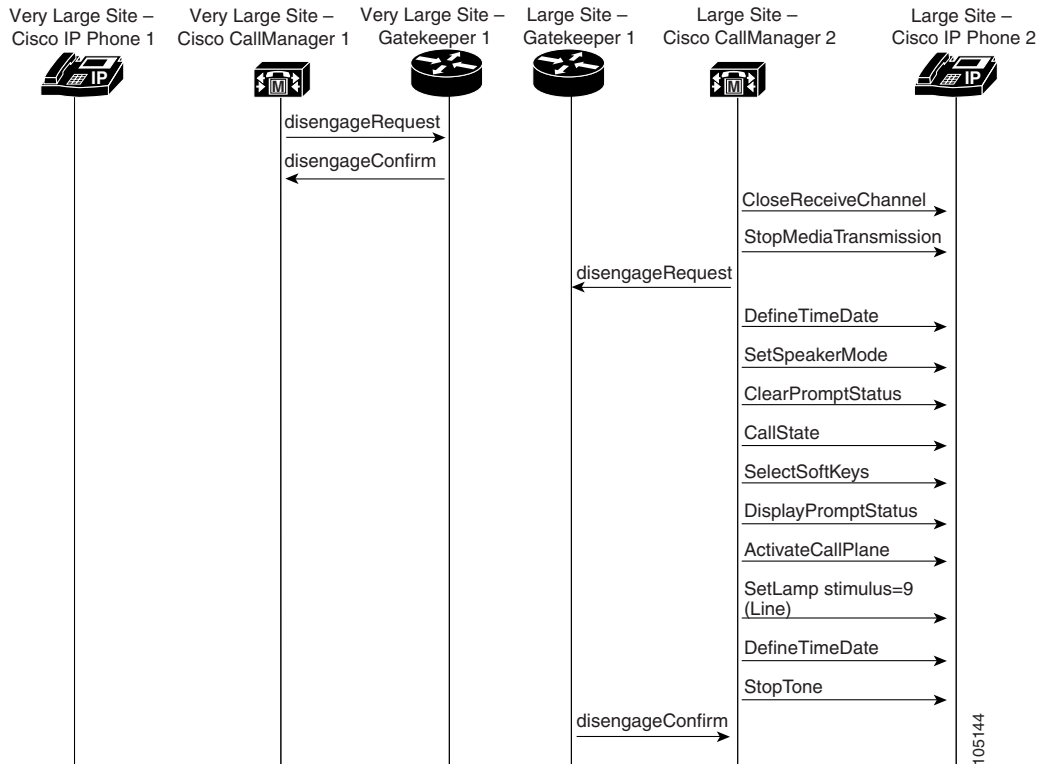 Very Large Site –
Cisco IP Phone 1
Very Large Site –
Cisco CallManager 1
Very Large Site –
Gatekeeper 1
Large Site –
Gatekeeper 1
Large Site –
Cisco CallManager 2
Large Site –
Cisco IP Phone 2
IP
M
M
IP
disengageRequest
disengageConfirm
CloseReceiveChannel
StopMediaTransmission
disengageRequest
DefineTimeDate
SetSpeakerMode
ClearPromptStatus
CallState
SelectSoftKeys
DisplayPromptStatus
ActivateCallPlane
SetLamp stimulus=9
(Line)
DefineTimeDate
StopTone
disengageConfirm
105144